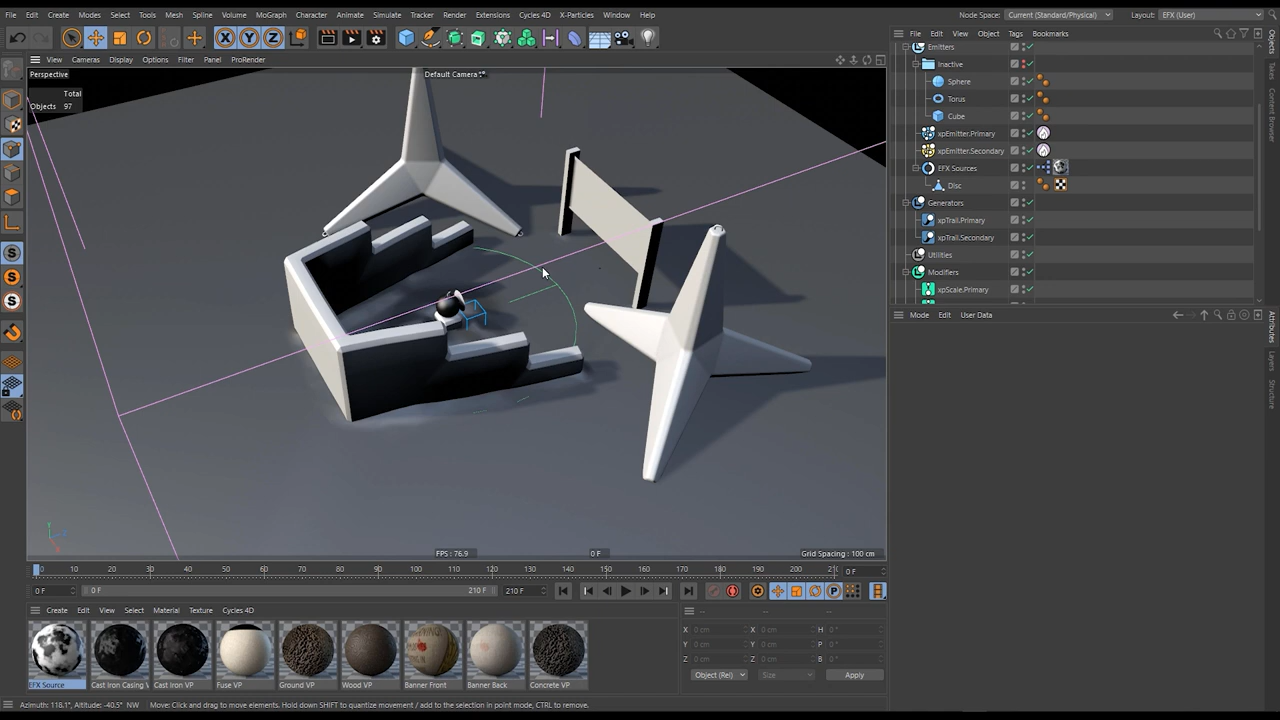 File Edit Create Modes Select Tools Mesh Spline Volume MoGraph Character Animate Simulate Tracker Render Extensions Cycles 4D X-Particles Window Help Node Space: Current (Standard/Physical) Layout: EFX (User)
File Edit View Object Tags Bookmarks
View Cameras Display Options Filter Panel ProRender
Perspective Default Camera
Total
Objects 97
Emitters
Inactive
Sphere
Torus
Cube
xpEmitter.Primary
xpEmitter.Secondary
EFX Sources
Disc
Generators
xpTrail.Primary
xpTrail.Secondary
Utilities
Modifiers
xpScale.Primary
Objects
Takes
Content Browser
Mode Edit User Data
Attributes
Layers
Structure
X Y Z
FPS : 76.9 0 F Grid Spacing : 100 cm
0 10 20 30 40 50 60 70 80 90 100 110 120 130 140 150 160 170 180 190 200 0 F
0 F 0 F 210 F 210 F
Create Edit View Select Material Texture Cycles 4D
-- -- --
X 0 cm X 0 cm H 0 °
Y 0 cm Y 0 cm P 0 °
Z 0 cm Z 0 cm B 0 °
Object (Rel) Size Apply
EFX Source Cast Iron Casing V Cast Iron VP Fuse VP Ground VP Wood VP Banner Front Banner Back Concrete VP
Azimuth: 118.1°, Altitude: -40.5° NW Move: Click and drag to move elements. Hold down SHIFT to quantize movement / add to the selection in point mode, CTRL to remove.